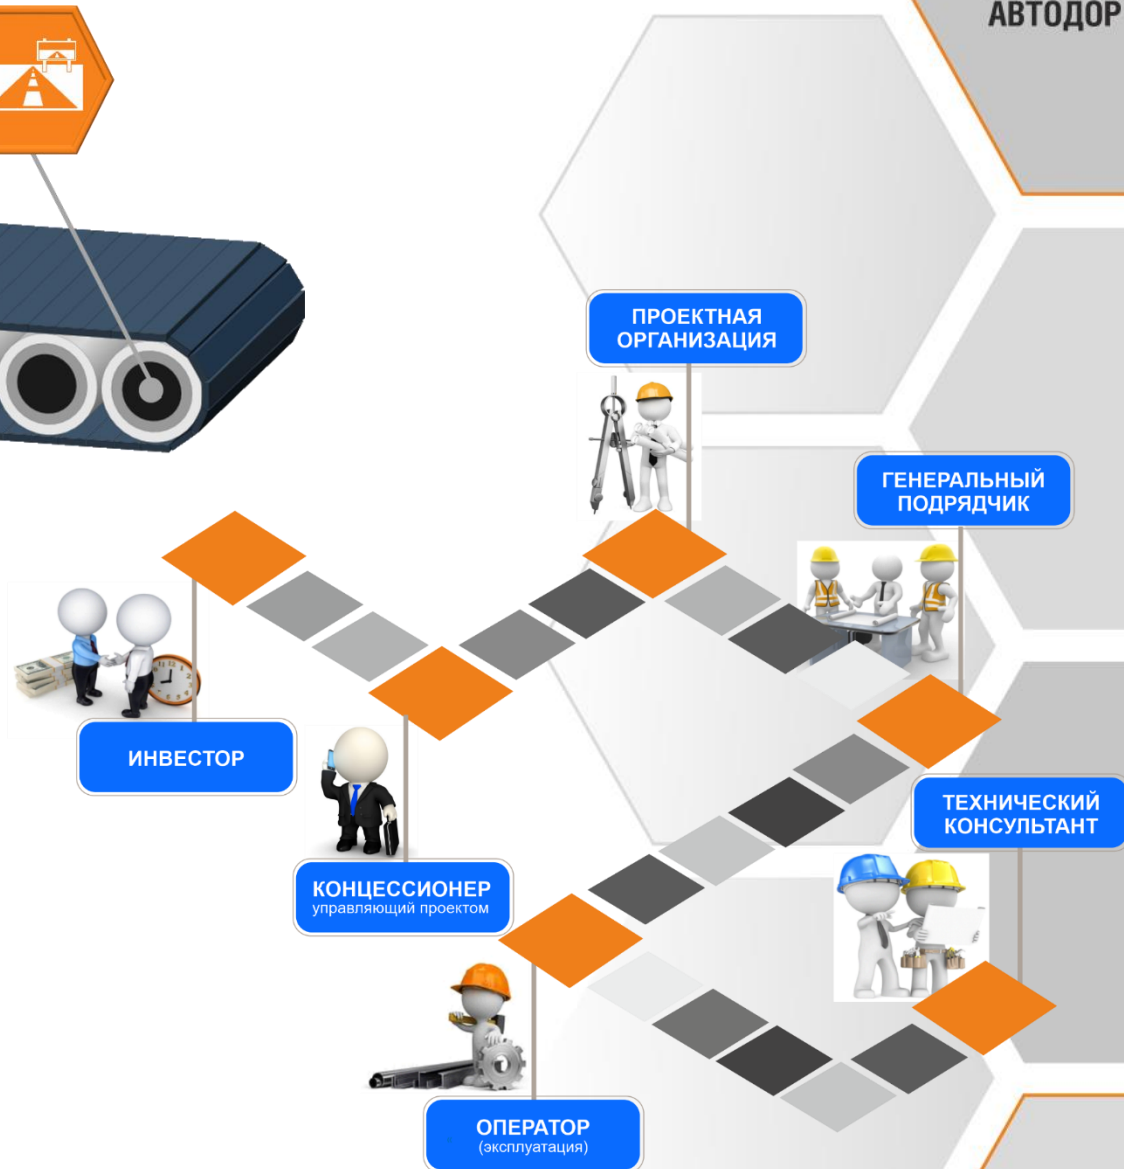 АВТОДОР
ПРОЕКТНАЯ
ОРГАНИЗАЦИЯ
ГЕНЕРАЛЬНЫЙ
ПОДРЯДЧИК
ИНВЕСТОР
ТЕХНИЧЕСКИЙ
КОНСУЛЬТАНТ
КОНЦЕССИОНЕР
управляющий проектом
ОПЕРАТОР
(эксплуатация)